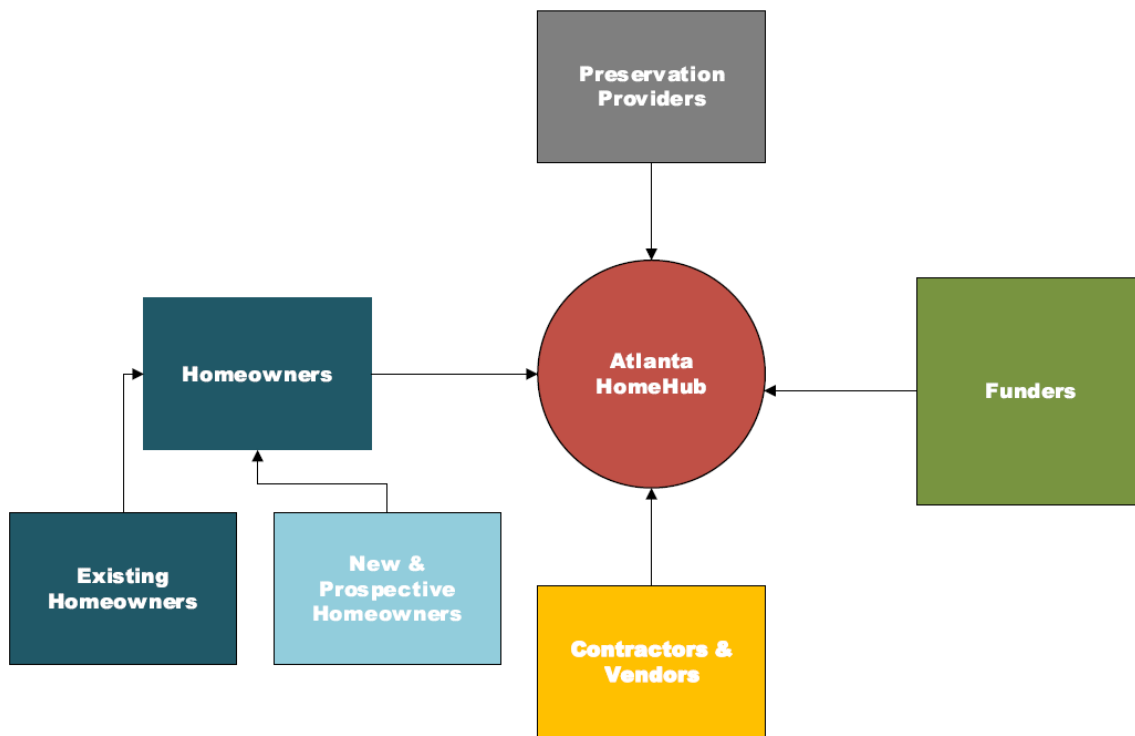 Preservation
Providers
Homeowners
Atlanta
HomeHub
Funders
Existing
Homeowners
New &
Prospective
Homeowners
Contractors &
Vendors